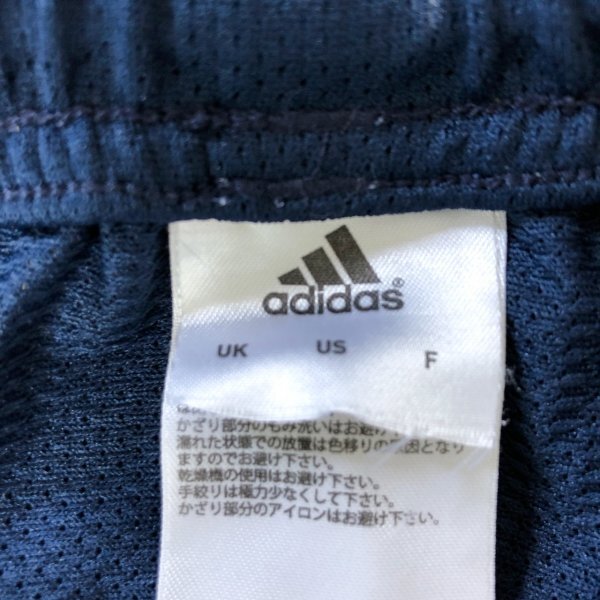 adidas®
UK US F
かざり部分のもみ洗いはお避け下さい。
濡れた状態での放置は色移りの原因となり
ますのでお避け下さい。
乾燥機の使用はお避け下さい。
手絞りは極力少なくして下さい。
かざり部分のアイロンはお避け下さい。